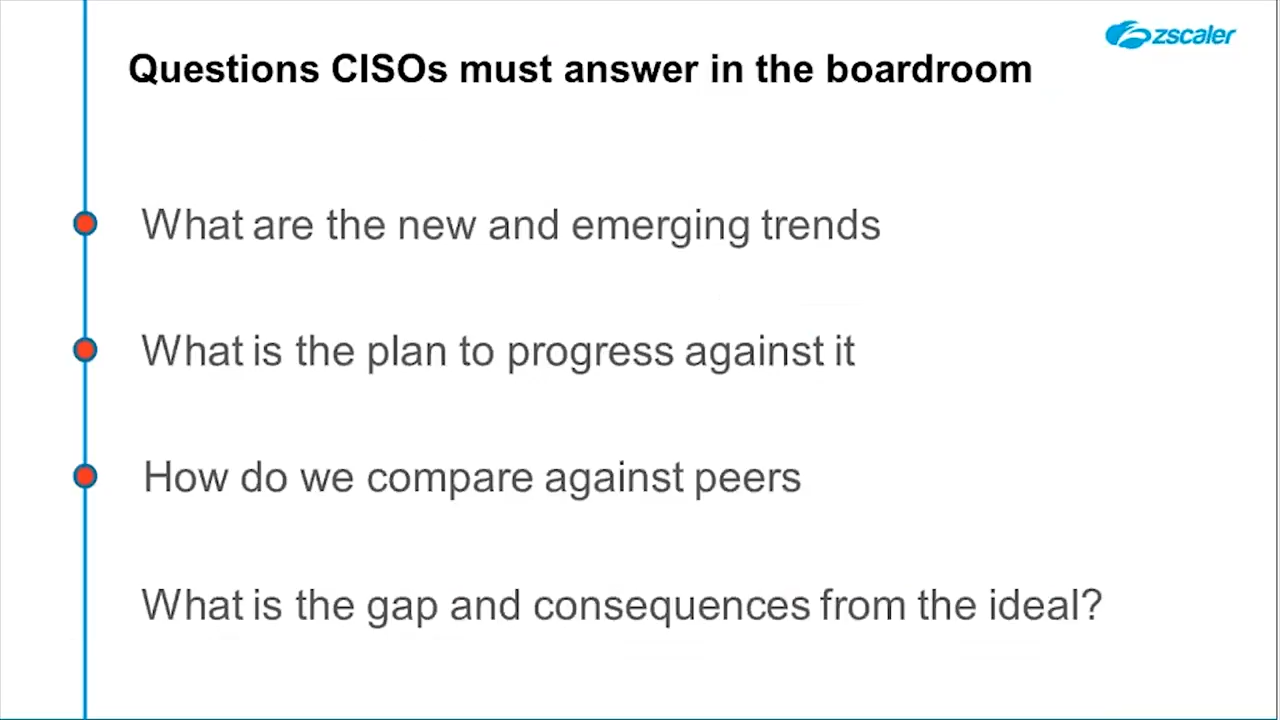 zscaler
Questions CISOs must answer in the boardroom
What are the new and emerging trends
What is the plan to progress against it
How do we compare against peers
What is the gap and consequences from the ideal?